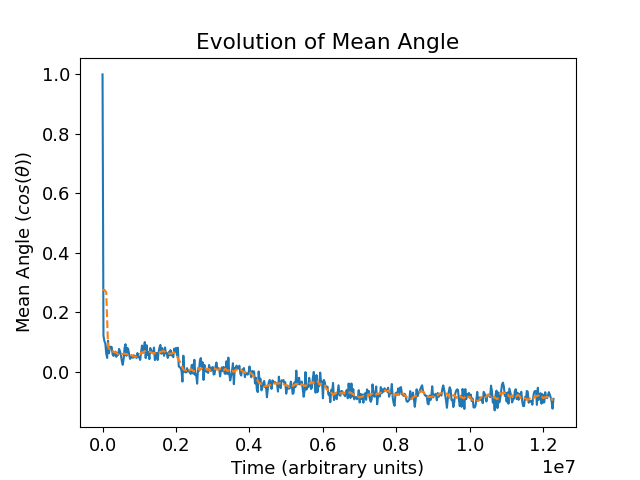 Evolution of Mean Angle
1.0
0.8
0.6
0.4
0.2
0.0
Mean Angle (cos(θ))
0.0 0.2 0.4 0.6 0.8 1.0 1.2
1e7
Time (arbitrary units)